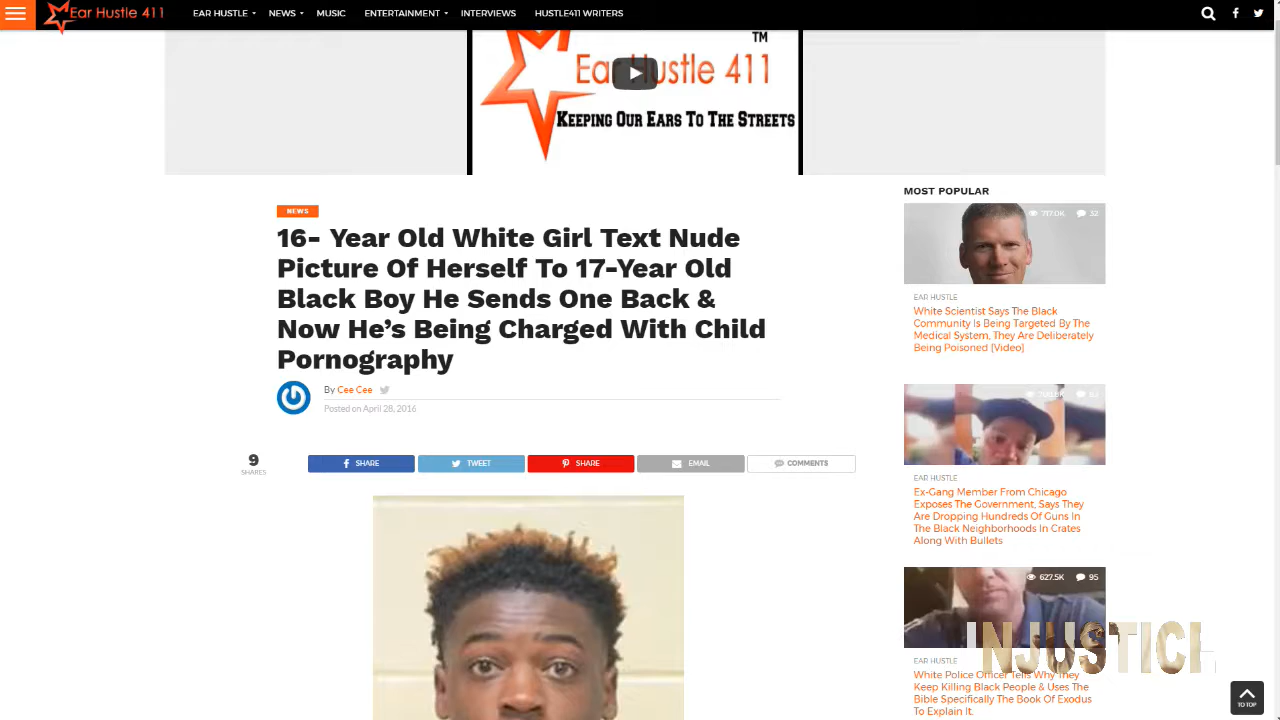 Ear Hustle 411
EAR HUSTLE
NEWS
MUSIC
ENTERTAINMENT
INTERVIEWS
HUSTLE411 WRITERS
TM
Ear Hustle 411
KEEPING OUR EARS TO THE STREETS
NEWS
16- Year Old White Girl Text Nude
Picture Of Herself To 17-Year Old
Black Boy He Sends One Back &
Now He's Being Charged With Child
Pornography
By Cee Cee
Posted on April 28, 2016
9
SHARES
SHARE
TWEET
SHARE
EMAIL
COMMENTS
MOST POPULAR
717.0K 32
EAR HUSTLE
White Scientist Says The Black
Community Is Being Targeted By The
Medical System, They Are Deliberately
Being Poisoned [Video]
EAR HUSTLE
Ex-Gang Member From Chicago
Exposes The Government, Says They
Are Dropping Hundreds Of Guns In
The Black Neighborhoods In Crates
Along With Bullets
627.5K 95
EAR HUSTLE
White Police Officer Tells Why They
Keep Killing Black People & Uses The
Bible Specifically The Book Of Exodus
To Explain It.
TO TOP